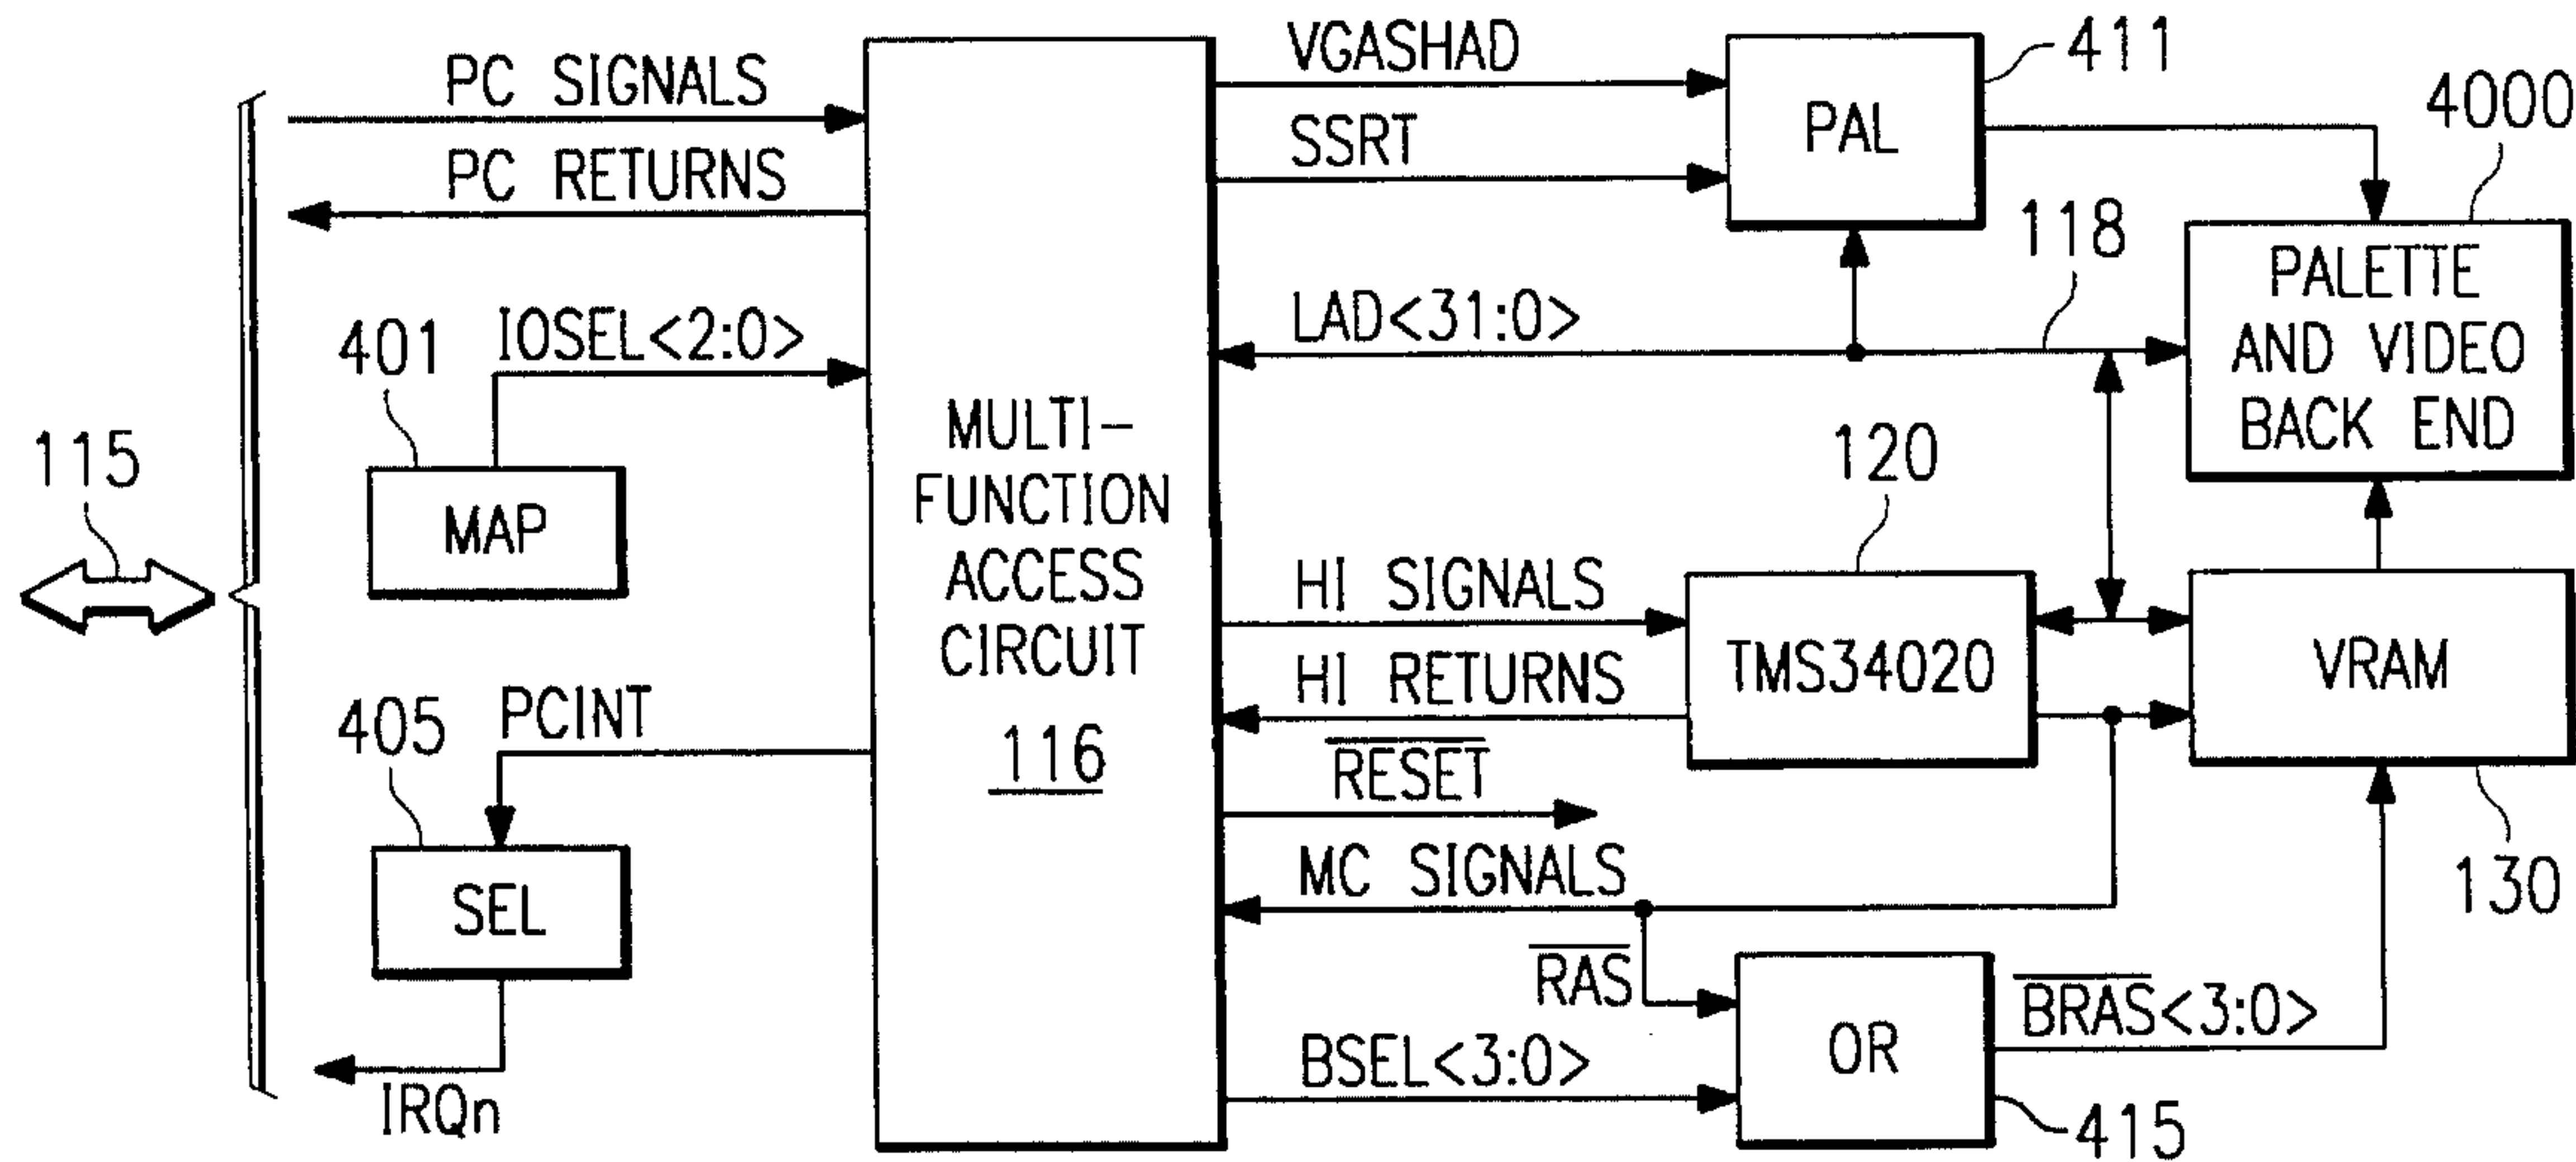 115
PC SIGNALS
PC RETURNS
401
IOSEL<2:0>
MAP
405
PCINT
SEL
IRQn
MULTI-
FUNCTION
ACCESS
CIRCUIT
116
VGASHAD
SSRT
PAL
411
4000
118
LAD<31:0>
PALETTE
AND VIDEO
BACK END
120
HI SIGNALS
HI RETURNS
TMS34020
VRAM
RESET
MC SIGNALS
130
RAS
BSEL<3:0>
OR
BRAS<3:0>
415